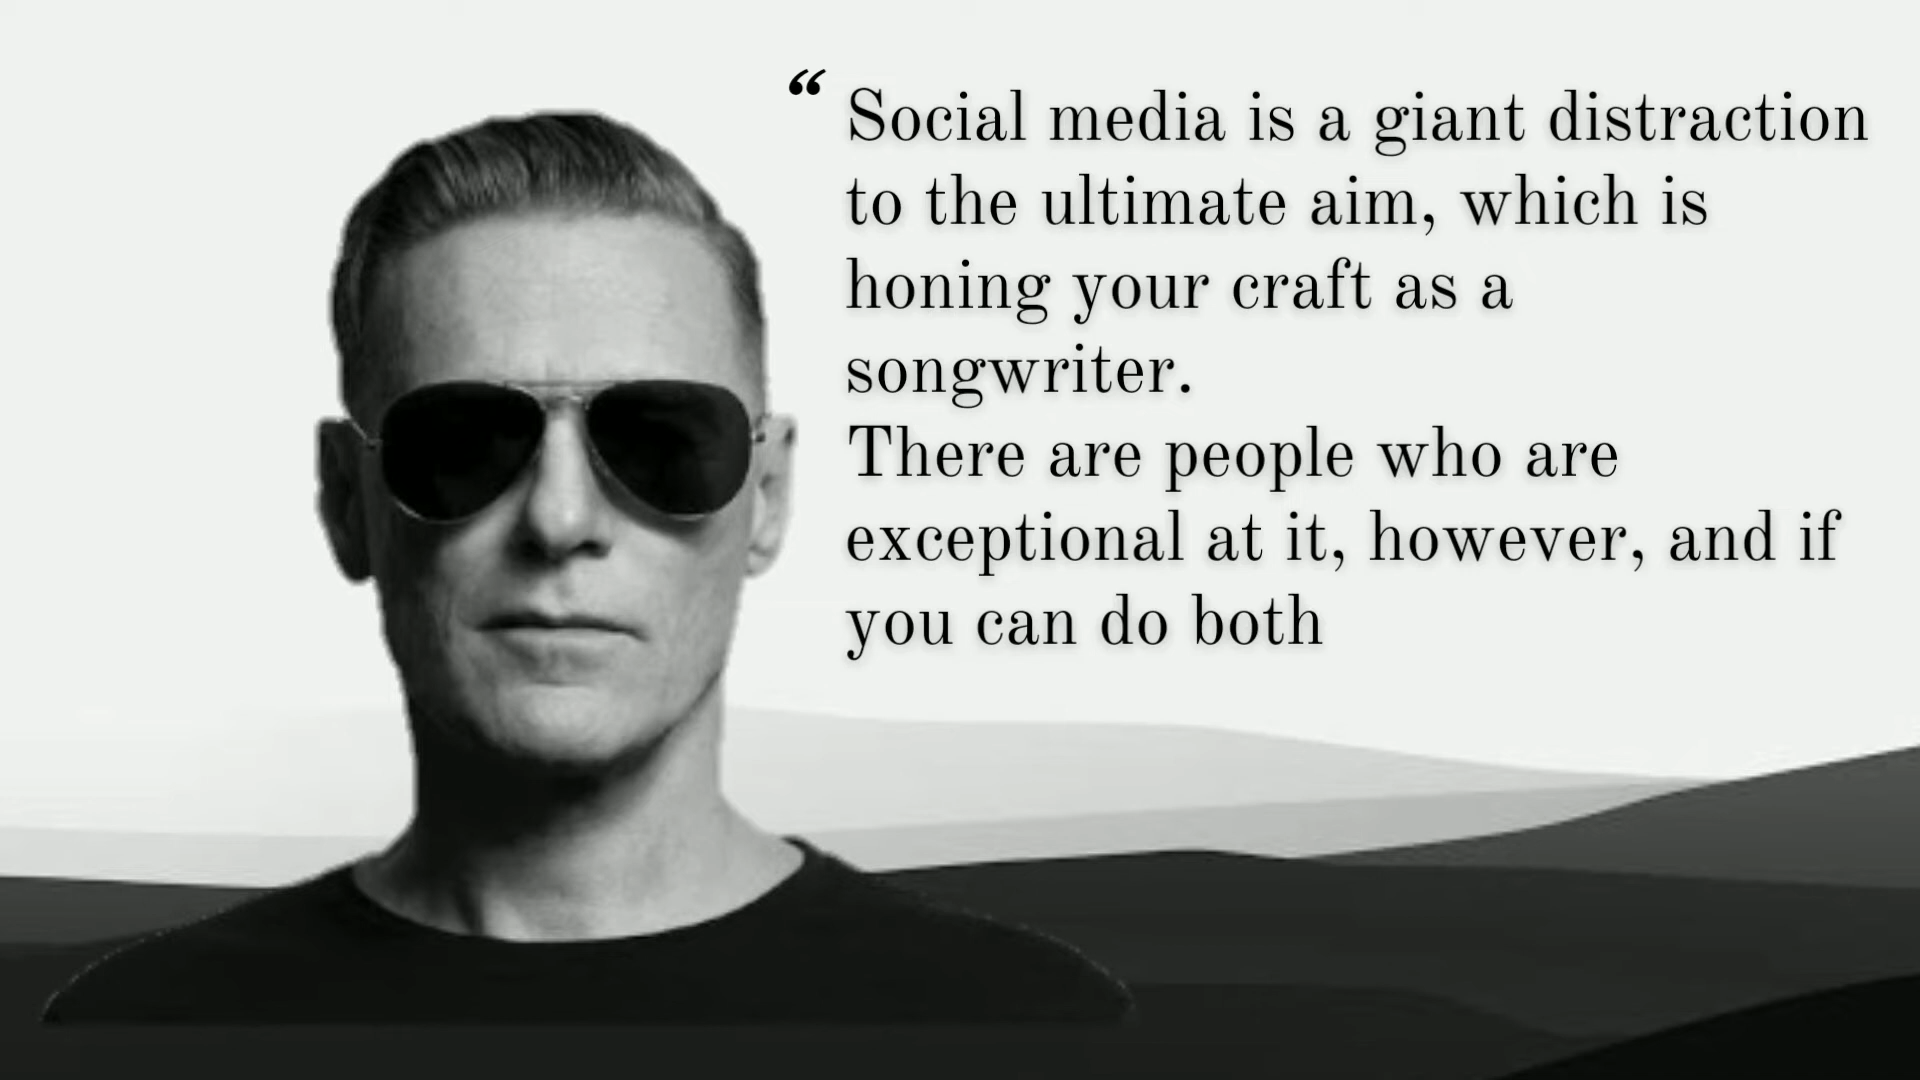 “ Social media is a giant distraction
to the ultimate aim, which is
honing your craft as a
songwriter.
There are people who are
exceptional at it, however, and if
you can do both